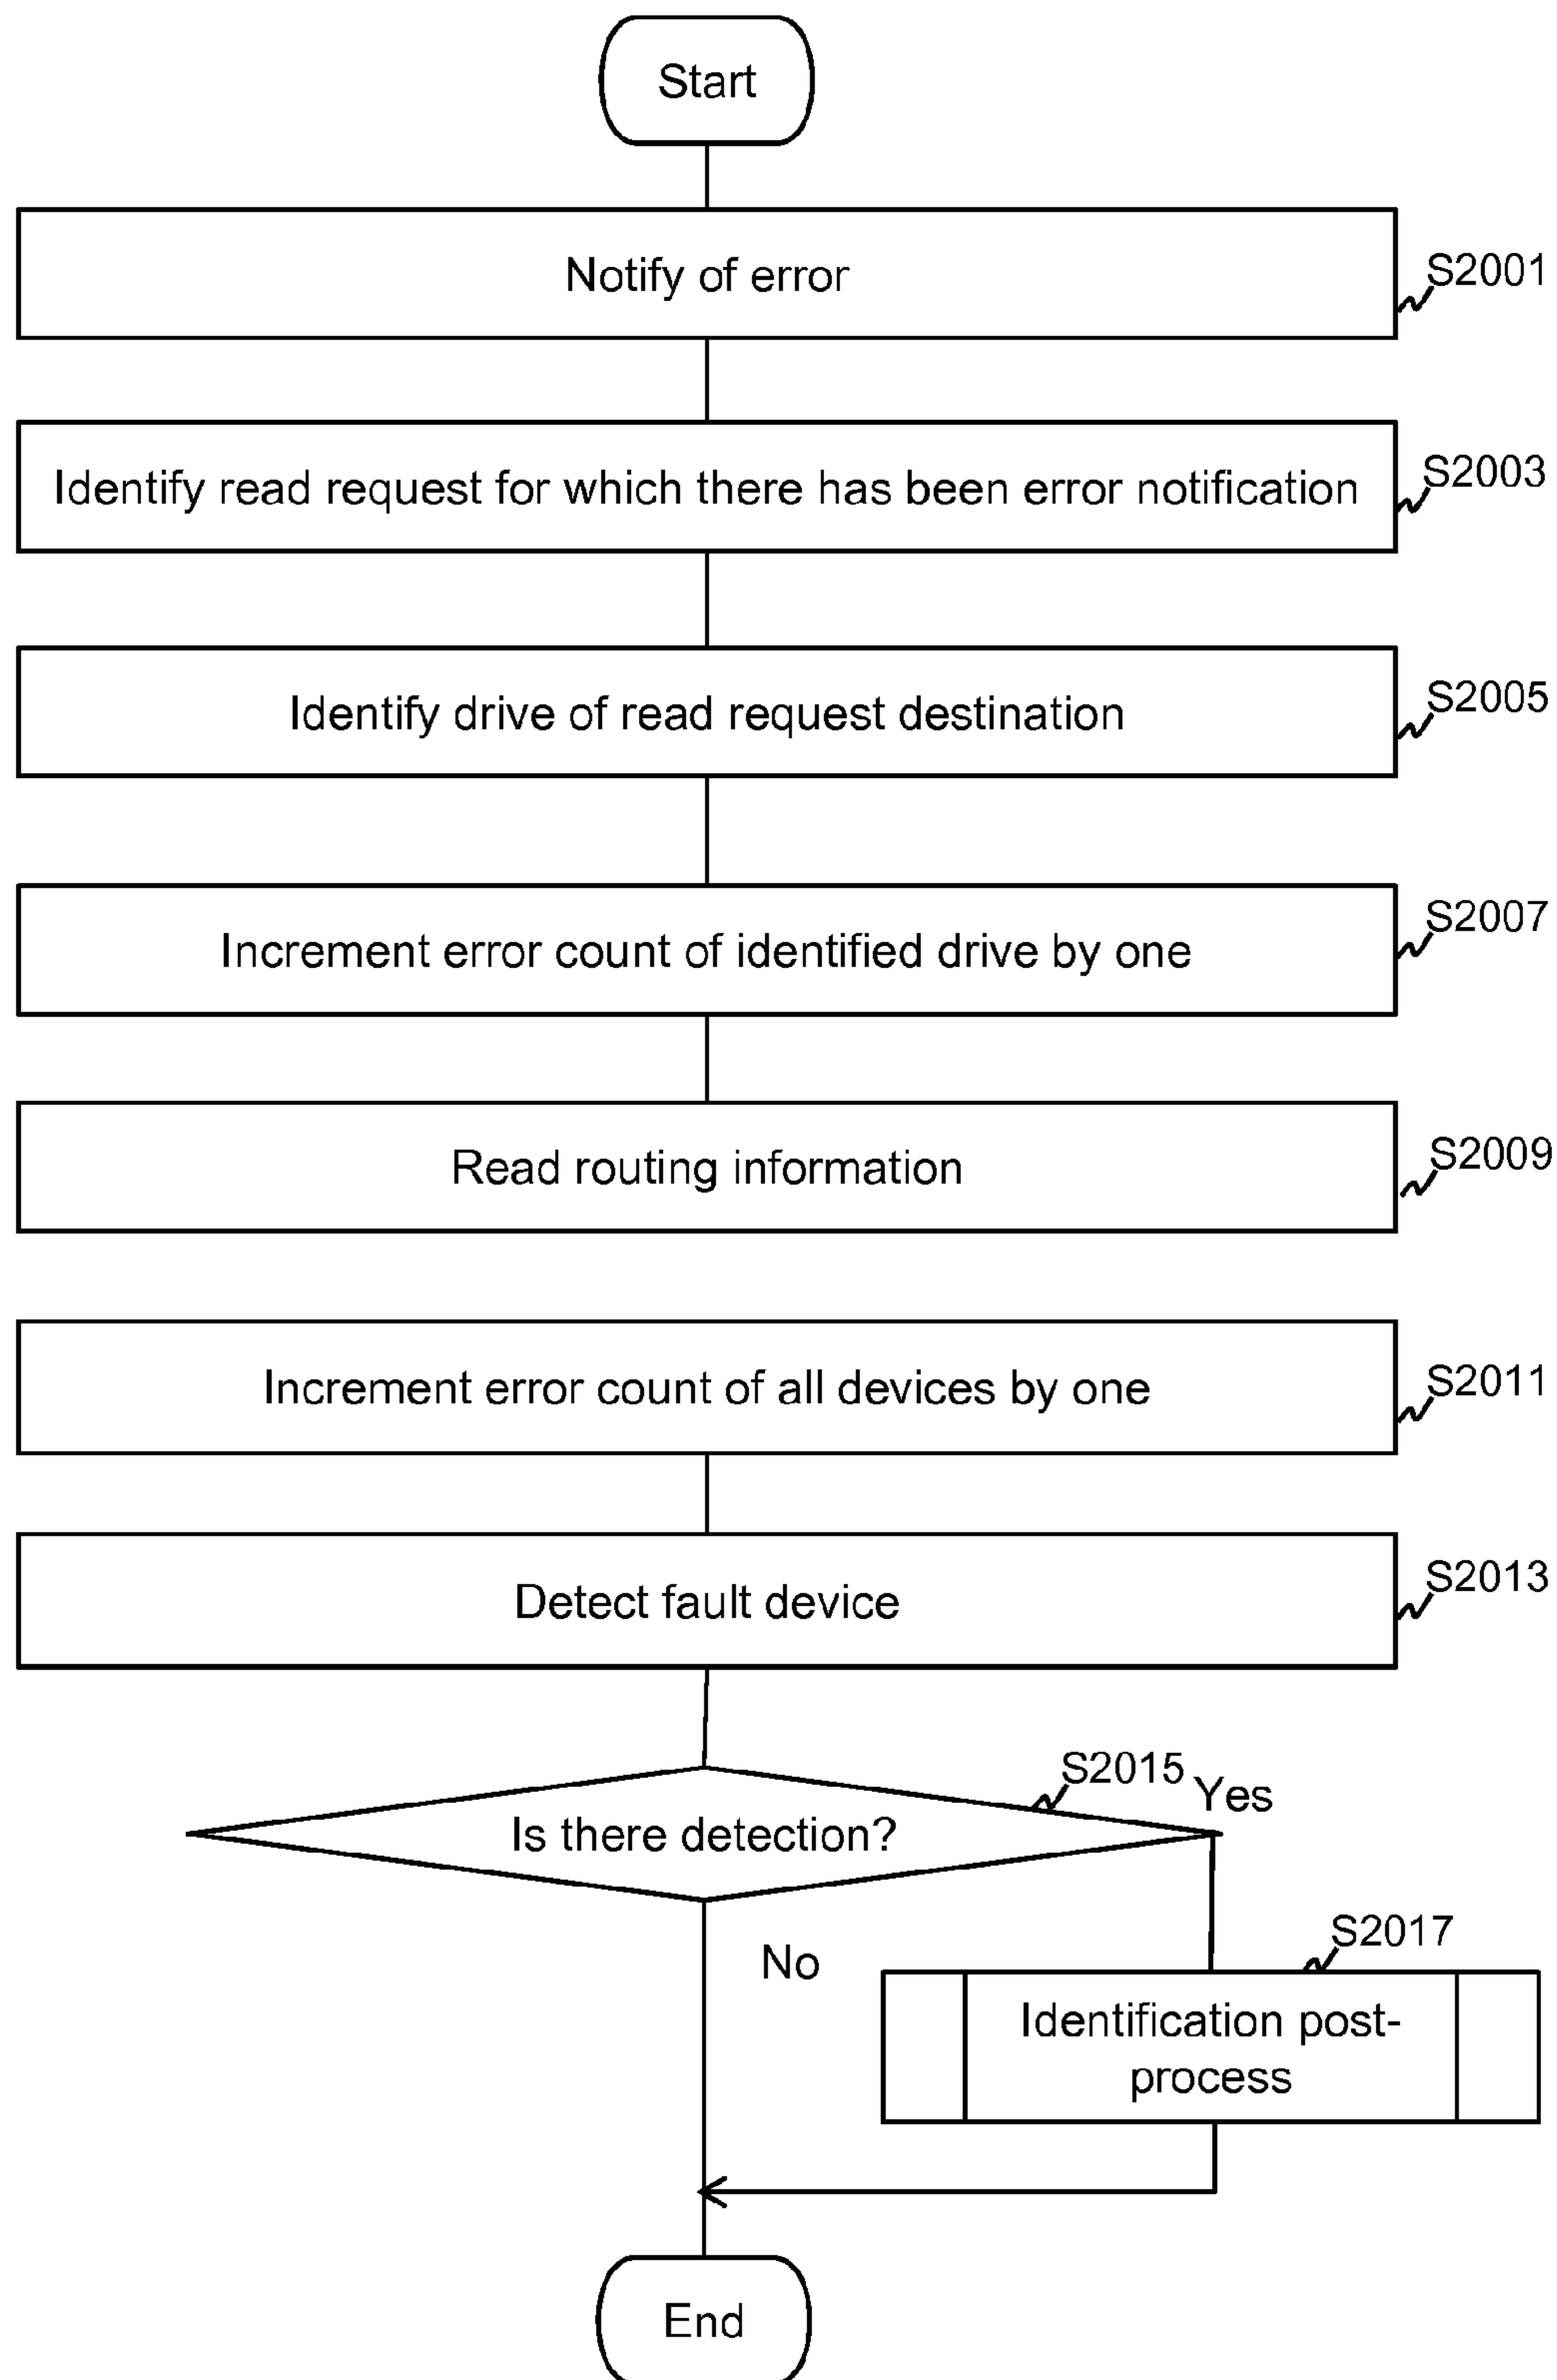 Start
Notify of error
S2001
Identify read request for which there has been error notification
S2003
Identify drive of read request destination
S2005
Increment error count of identified drive by one
S2007
Read routing information
S2009
Increment error count of all devices by one
S2011
Detect fault device
S2013
S2015
Yes
Is there detection?
No
S2017
Identification post-
process
End